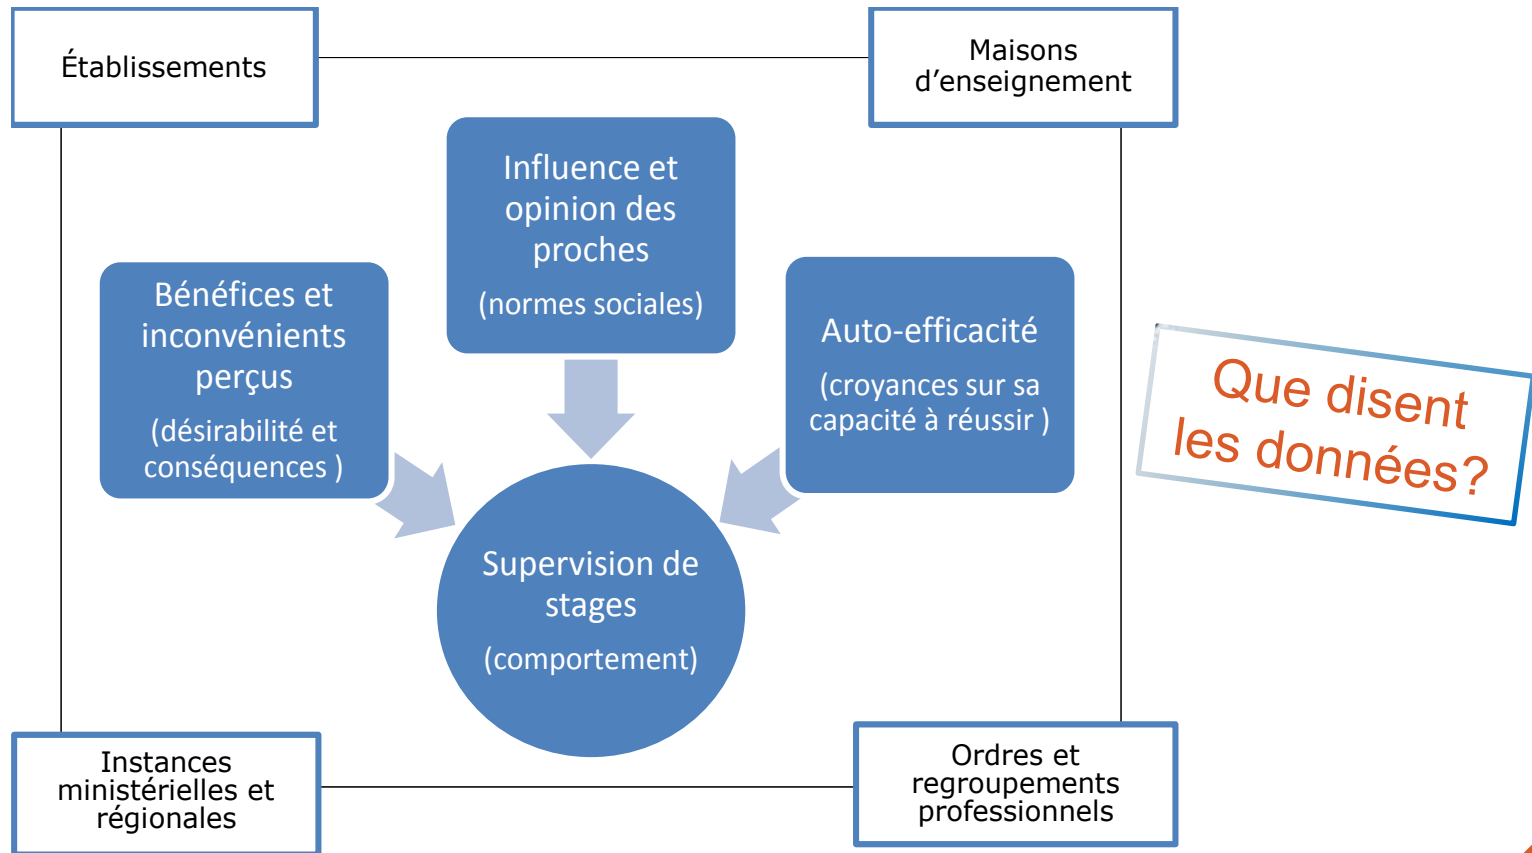 Établissements
Maisons
d’enseignement
Influence et
opinion des
proches
(normes sociales)
Bénéfices et
inconvénients
perçus
(désirabilité et
conséquences )
Auto-efficacité
(croyances sur sa
capacité à réussir )
Que disent
les données?
Supervision de
stages
(comportement)
Instances
ministérielles et
régionales
Ordres et
regroupements
professionnels